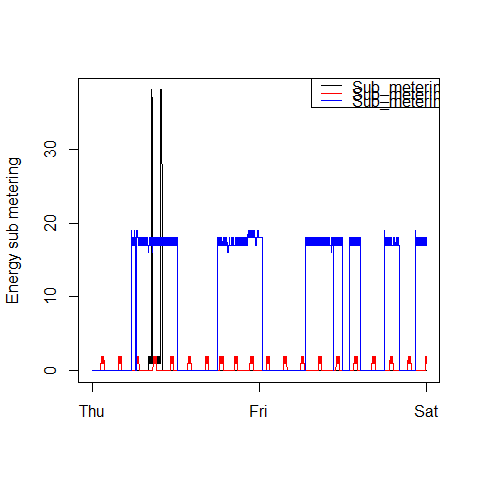 Sub_meterin
Sub_meterin
Sub_meterin
Energy sub metering
30
20
10
0
Thu Fri Sat